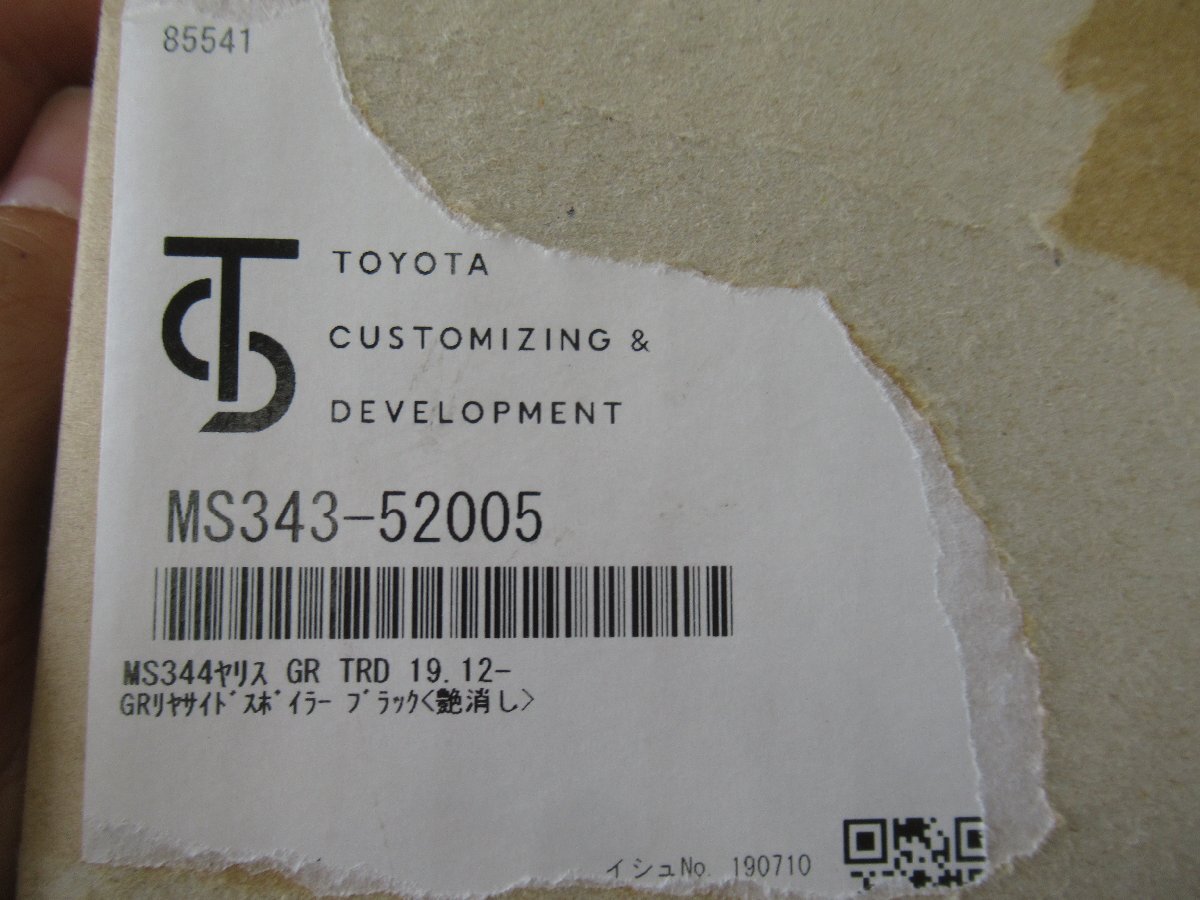 85541
TOYOTA
CUSTOMIZING &
DEVELOPMENT
MS343-52005
MS344ﾔﾘｽ GR TRD 19.12-
GRﾘﾔｻｲﾄﾞｽﾎﾟｲﾗｰ ﾌﾞﾗｯｸ<艶消し>
イシュNo. 190710